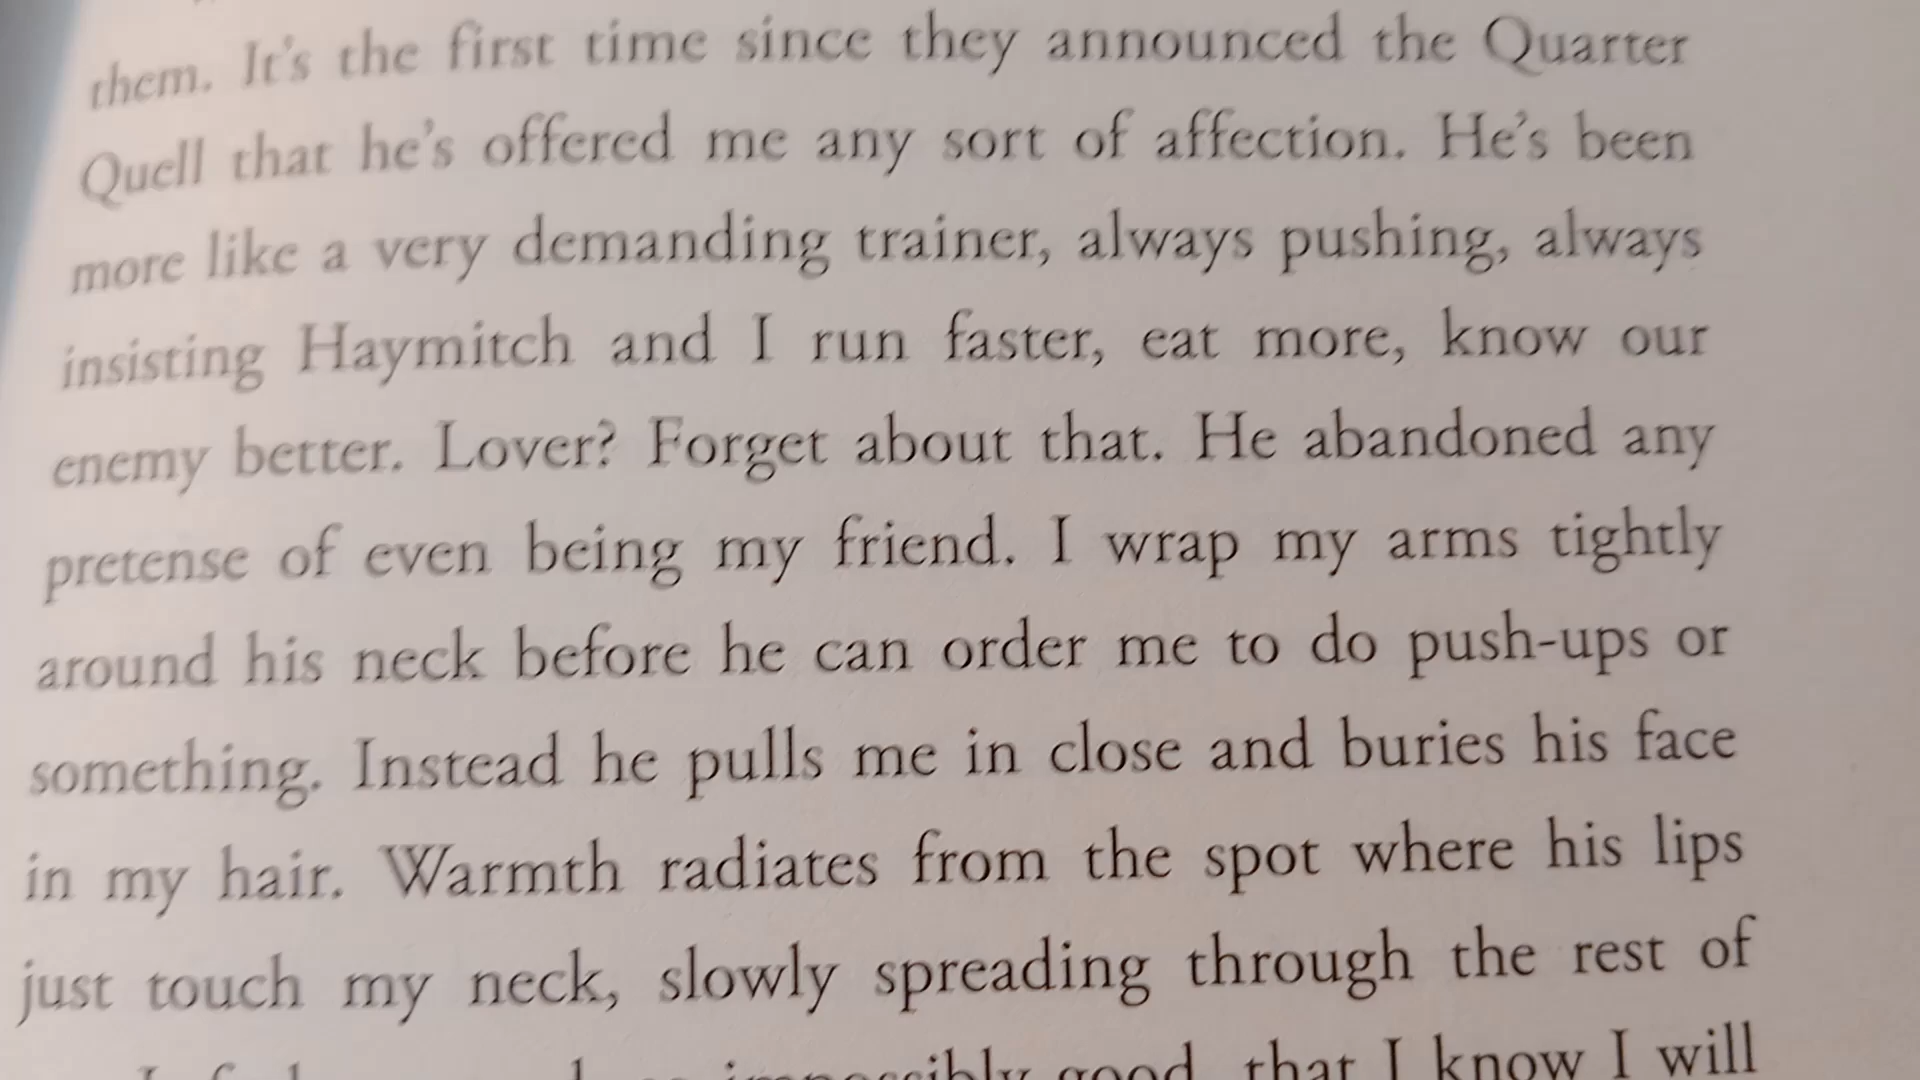 them. It's the first time since they announced the Quarter
Quell that he's offered me any sort of affection. He's been
more like a very demanding trainer, always pushing, always
insisting Haymitch and I run faster, eat more, know our
enemy better. Lover? Forget about that. He abandoned any
pretense of even being my friend. I wrap my arms tightly
around his neck before he can order me to do push-ups or
something. Instead he pulls me in close and buries his face
in my hair. Warmth radiates from the spot where his lips
just touch my neck, slowly spreading through the rest of
impossibly good, that I know I will